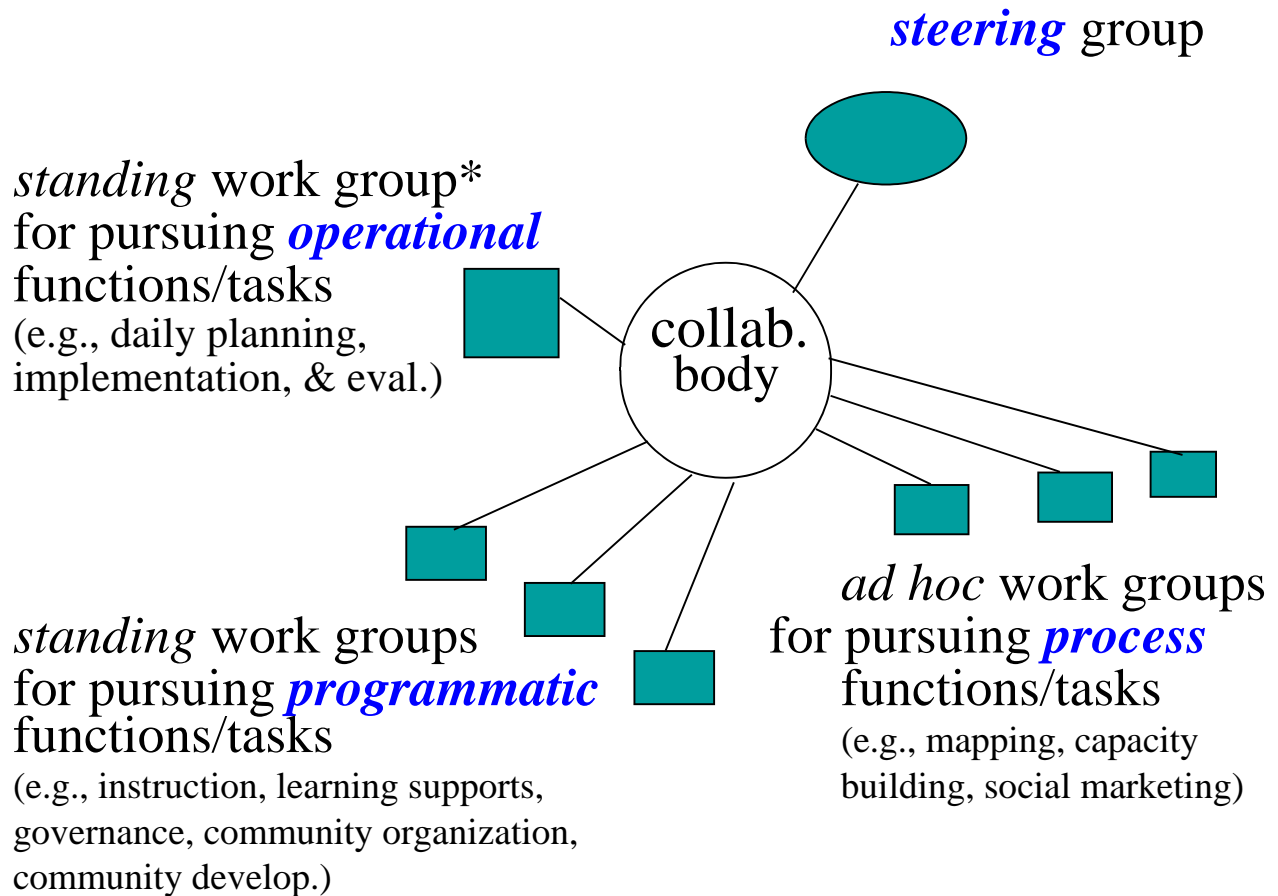 steering group
standing work group*
for pursuing operational
functions/tasks
(e.g., daily planning,
implementation, & eval.)
collab.
body
standing work groups
for pursuing programmatic
functions/tasks
(e.g., instruction, learning supports,
governance, community organization,
community develop.)
ad hoc work groups
for pursuing process
functions/tasks
(e.g., mapping, capacity
building, social marketing)